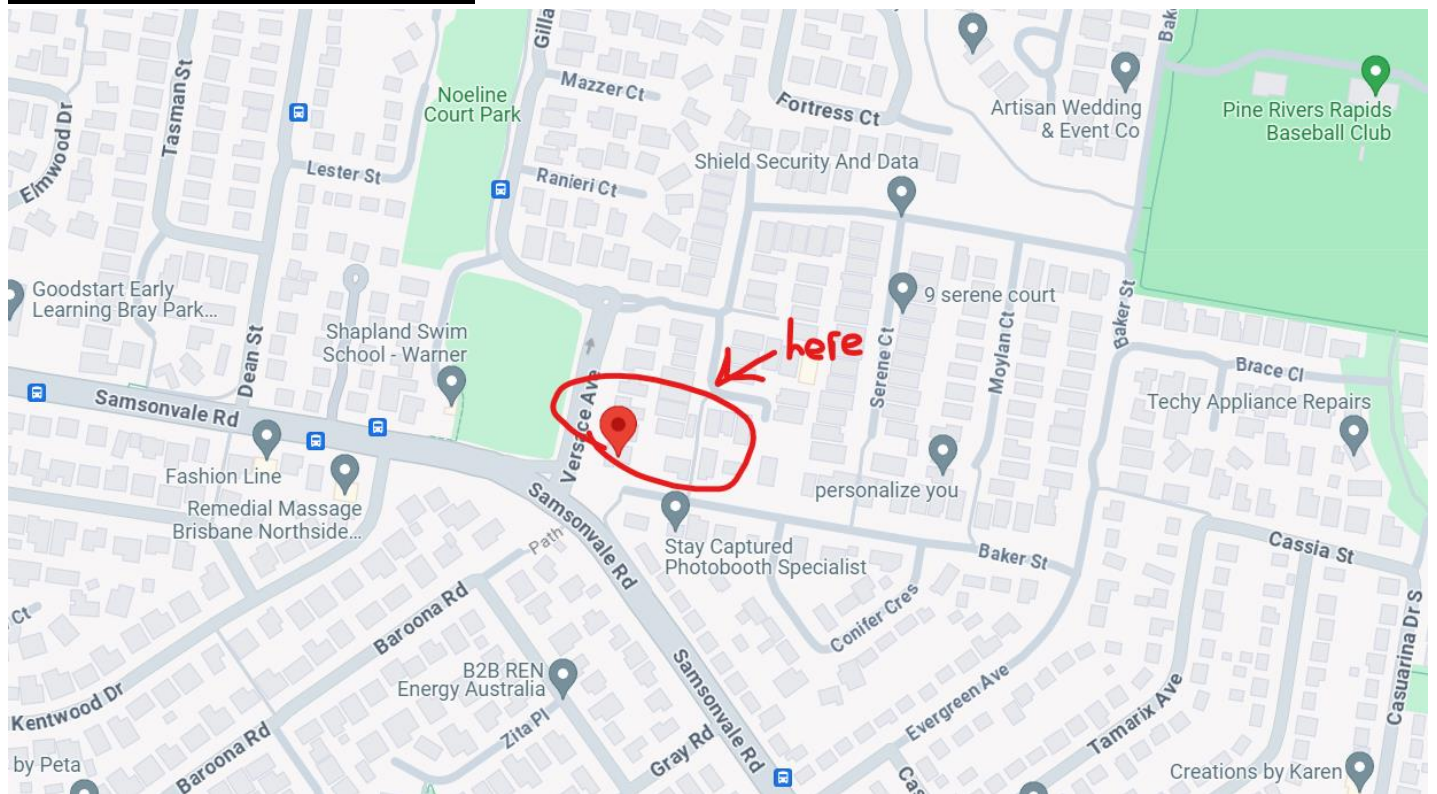 Gilla
Bak
Mazzer Ct
Noeline
Court Park
Tasman St
Elmwood Dr
Fortress Ct
Artisan Wedding
& Event Co
Pine Rivers Rapids
Baseball Club
Lester St
Ranieri Ct
Shield Security And Data
Goodstart Early
Learning Bray Park...
Dean St
Shapland Swim
School - Warner
9 serene court
Baker St
here
Serene Ct
Moylan Ct
Brace Cl
Techy Appliance Repairs
Samsonvale Rd
Versace Ave
Fashion Line
Remedial Massage
Brisbane Northside...
personalize you
Samsonvale Rd
Path
Stay Captured
Photobooth Specialist
Baker St
Cassia St
Ct
Baroona Rd
Conifer Cres
Casuarina Dr S
B2B REN
Energy Australia
Samsonvale Rd
Kentwood Dr
Zita Pl
Evergreen Ave
Tamarix Ave
Baroona Rd
Gray Rd
by Peta
Cas
Creations by Karen